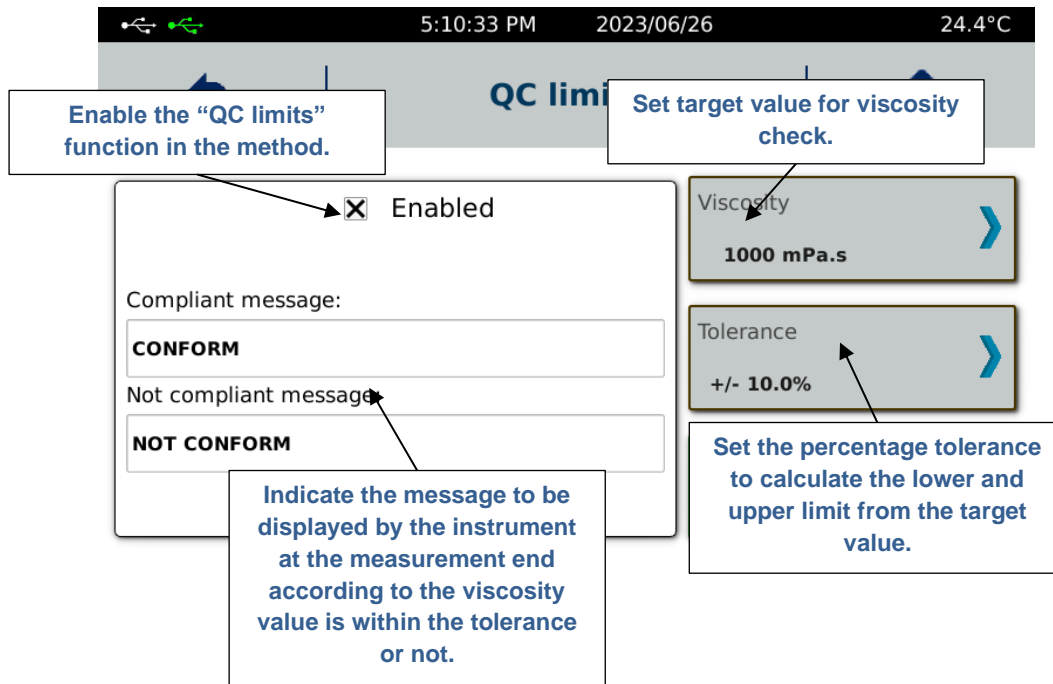 5:10:33 PM 2023/06/26 24.4°C
QC limi
Enable the “QC limits”
function in the method.
Set target value for viscosity
check.
Enabled
Viscosity
1000 mPa.s
Compliant message:
CONFORM
Tolerance
+/- 10.0%
Not compliant message:
NOT CONFORM
Set the percentage tolerance
to calculate the lower and
upper limit from the target
value.
Indicate the message to be
displayed by the instrument
at the measurement end
according to the viscosity
value is within the tolerance
or not.